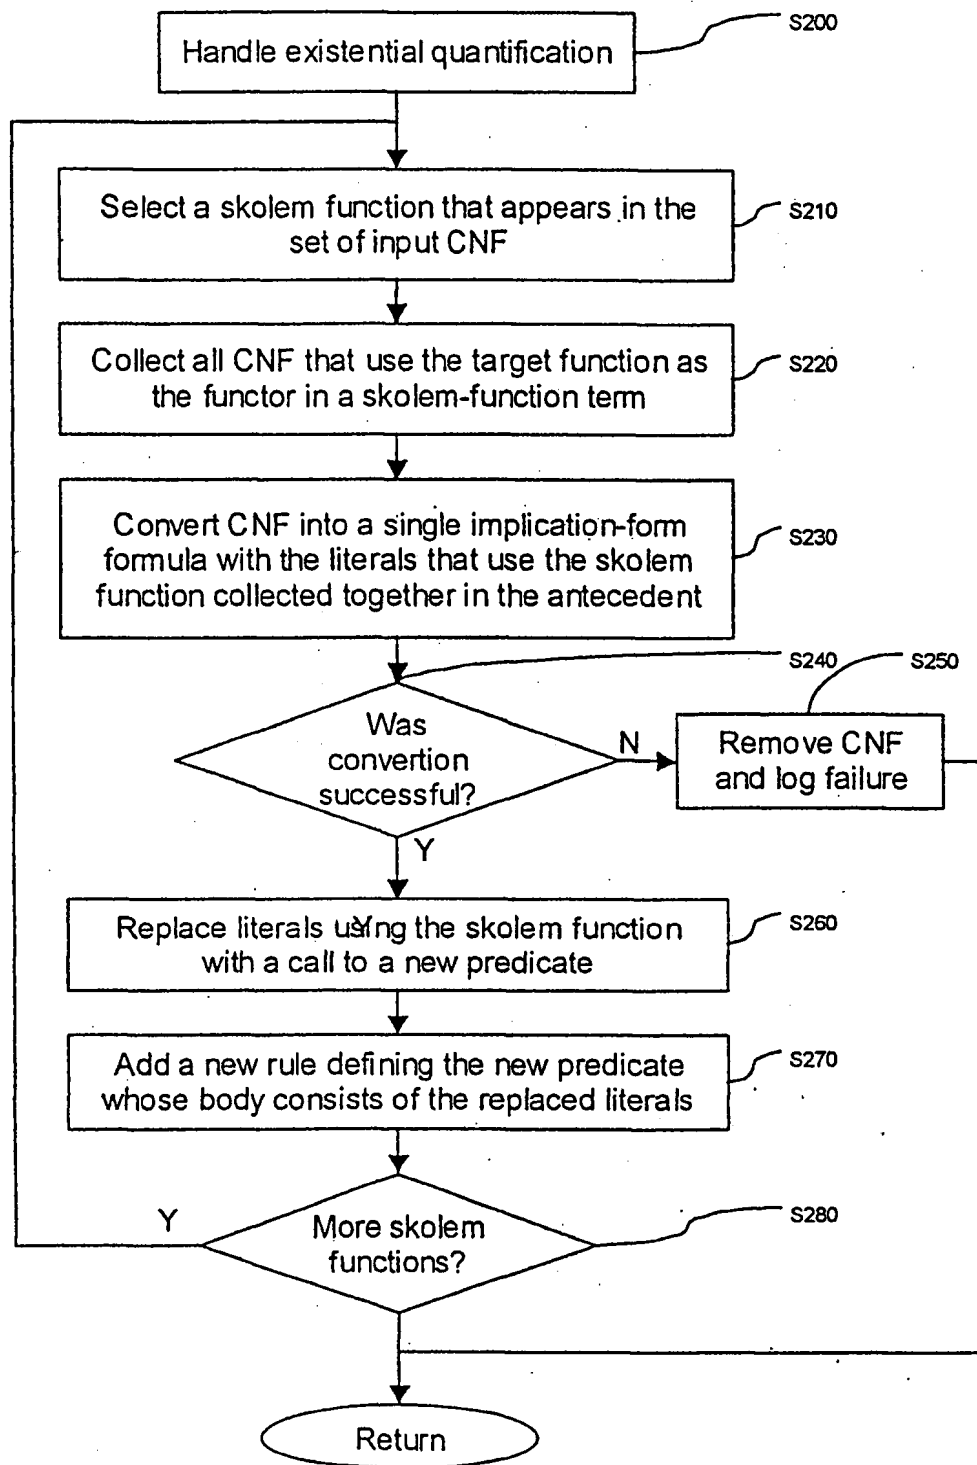 Handle existential quantification
S200
Select a skolem function that appears in the
set of input CNF
S210
Collect all CNF that use the target function as
the functor in a skolem-function term
S220
Convert CNF into a single implication-form
formula with the literals that use the skolem
function collected together in the antecedent
S230
S240
S250
Was
convertion
successful?
N
Remove CNF
and log failure
Y
Replace literals using the skolem function
with a call to a new predicate
S260
Add a new rule defining the new predicate
whose body consists of the replaced literals
S270
Y
More skolem
functions?
S280
Return